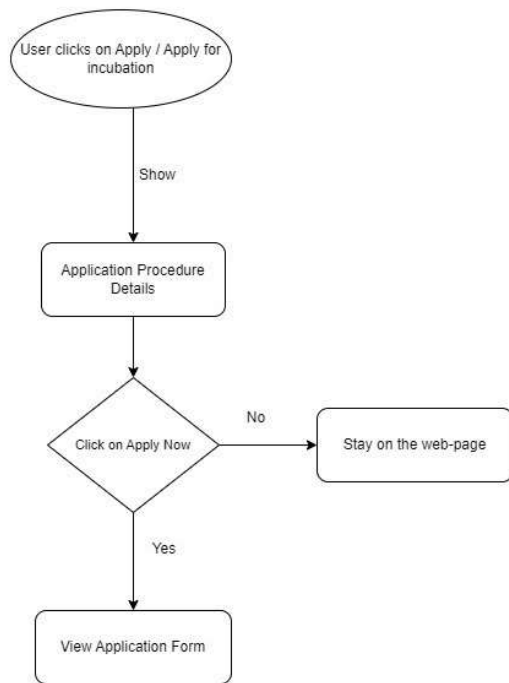 User clicks on Apply / Apply for
incubation
Show
Application Procedure
Details
Click on Apply Now
No
Stay on the web-page
Yes
View Application Form